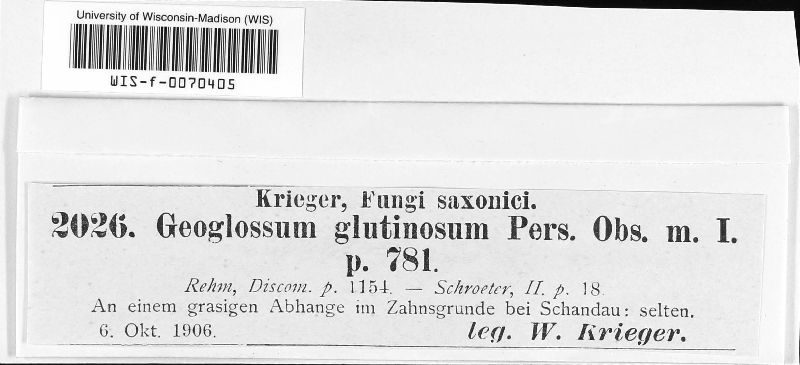 University of Wisconsin-Madison (WIS)
WIS-f-0070405
Krieger, Fungi saxonici.
2026. Geoglossum glutinosum Pers. Obs. m. I.
p. 781.
Rehm, Discom. p. 1154. — Schroeter, II. p. 18.
An einem grasigen Abhange im Zahnsgrunde bei Schandau: selten.
6. Okt. 1906.
leg. W. Krieger.